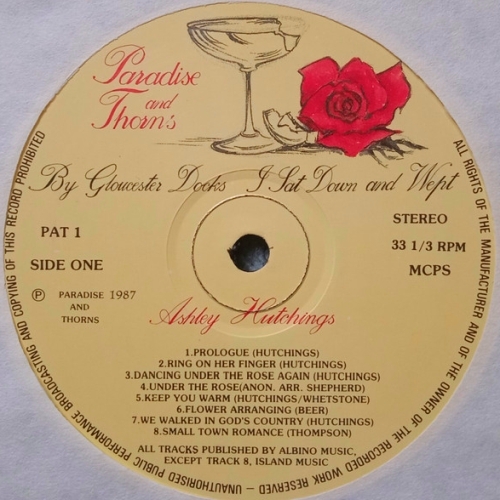 Paradise
and
Thorns
By Gloucester Docks I Sat Down and Wept
PAT 1
SIDE ONE
STEREO
33 1/3 RPM
MCPS
Ⓟ PARADISE 1987
AND
THORNS
Ashley Hutchings
1.PROLOGUE (HUTCHINGS)
2.RING ON HER FINGER (HUTCHINGS)
3.DANCING UNDER THE ROSE AGAIN (HUTCHINGS)
4.UNDER THE ROSE(ANON. ARR. SHEPHERD)
5.KEEP YOU WARM (HUTCHINGS/WHETSTONE)
6.FLOWER ARRANGING (BEER)
7.WE WALKED IN GOD'S COUNTRY (HUTCHINGS)
8.SMALL TOWN ROMANCE (THOMPSON)
ALL TRACKS PUBLISHED BY ALBINO MUSIC,
EXCEPT TRACK 8, ISLAND MUSIC.
ALL RIGHTS OF THE MANUFACTURER AND OF THE OWNER OF THE RECORDED WORK RESERVED – UNAUTHORISED PUBLIC PERFORMANCE BROADCASTING AND COPYING OF THIS RECORD PROHIBITED